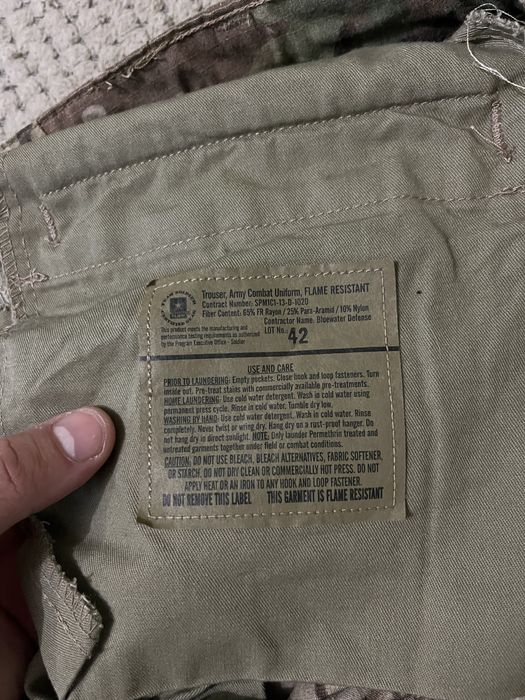 Trouser, Army Combat Uniform, FLAME RESISTANT
Contract Number: SPM1C1-13-D-1020
Fiber Content: 65% FR Rayon / 25% Para-Aramid / 10% Nylon
Contractor Name: Bluewater Defense
This product meets the manufacturing and
performance testing requirements as authorized
by the Program Executive Office - Soldier
LOT No.: 42
USE AND CARE
PRIOR TO LAUNDERING: Empty pockets. Close hook and loop fasteners. Turn
inside out. Pre-treat stains with commercially available pre-treatments.
HOME LAUNDERING: Use cold water detergent. Wash in cold water using
permanent press cycle. Rinse in cold water. Tumble dry low.
WASHING BY HAND: Use cold water detergent. Wash in cold water. Rinse
completely. Never twist or wring dry. Hang dry on a rust-proof hanger. Do
not hang dry in direct sunlight. NOTE: Only launder Permethrin treated and
untreated garments together under field or combat conditions.
CAUTION: DO NOT USE BLEACH, BLEACH ALTERNATIVES, FABRIC SOFTENER,
OR STARCH. DO NOT DRY CLEAN OR COMMERCIALLY HOT PRESS. DO NOT
APPLY HEAT OR AN IRON TO ANY HOOK AND LOOP FASTENER.
DO NOT REMOVE THIS LABEL THIS GARMENT IS FLAME RESISTANT